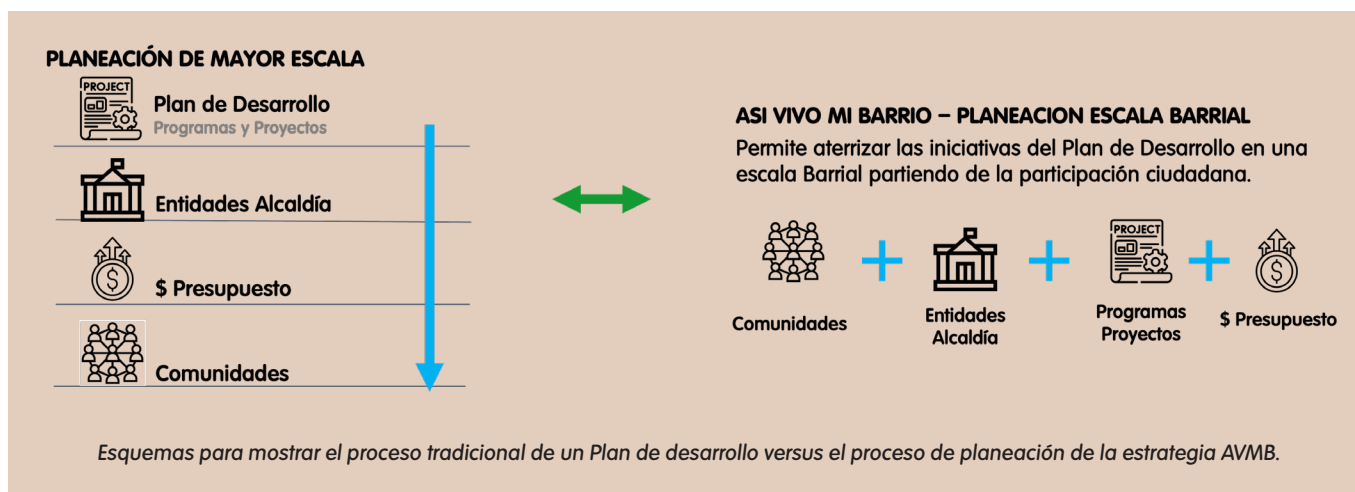 PLANEACIÓN DE MAYOR ESCALA
PROJECT
Plan de Desarrollo
Programas y Proyectos
Entidades Alcaldía
$
$ Presupuesto
Comunidades
ASI VIVO MI BARRIO – PLANEACION ESCALA BARRIAL
Permite aterrizar las iniciativas del Plan de Desarrollo en una
escala Barrial partiendo de la participación ciudadana.
Comunidades
+
Entidades
Alcaldía
+
PROJECT
Programas
Proyectos
+
$
$ Presupuesto
Esquemas para mostrar el proceso tradicional de un Plan de desarrollo versus el proceso de planeación de la estrategia AVMB.